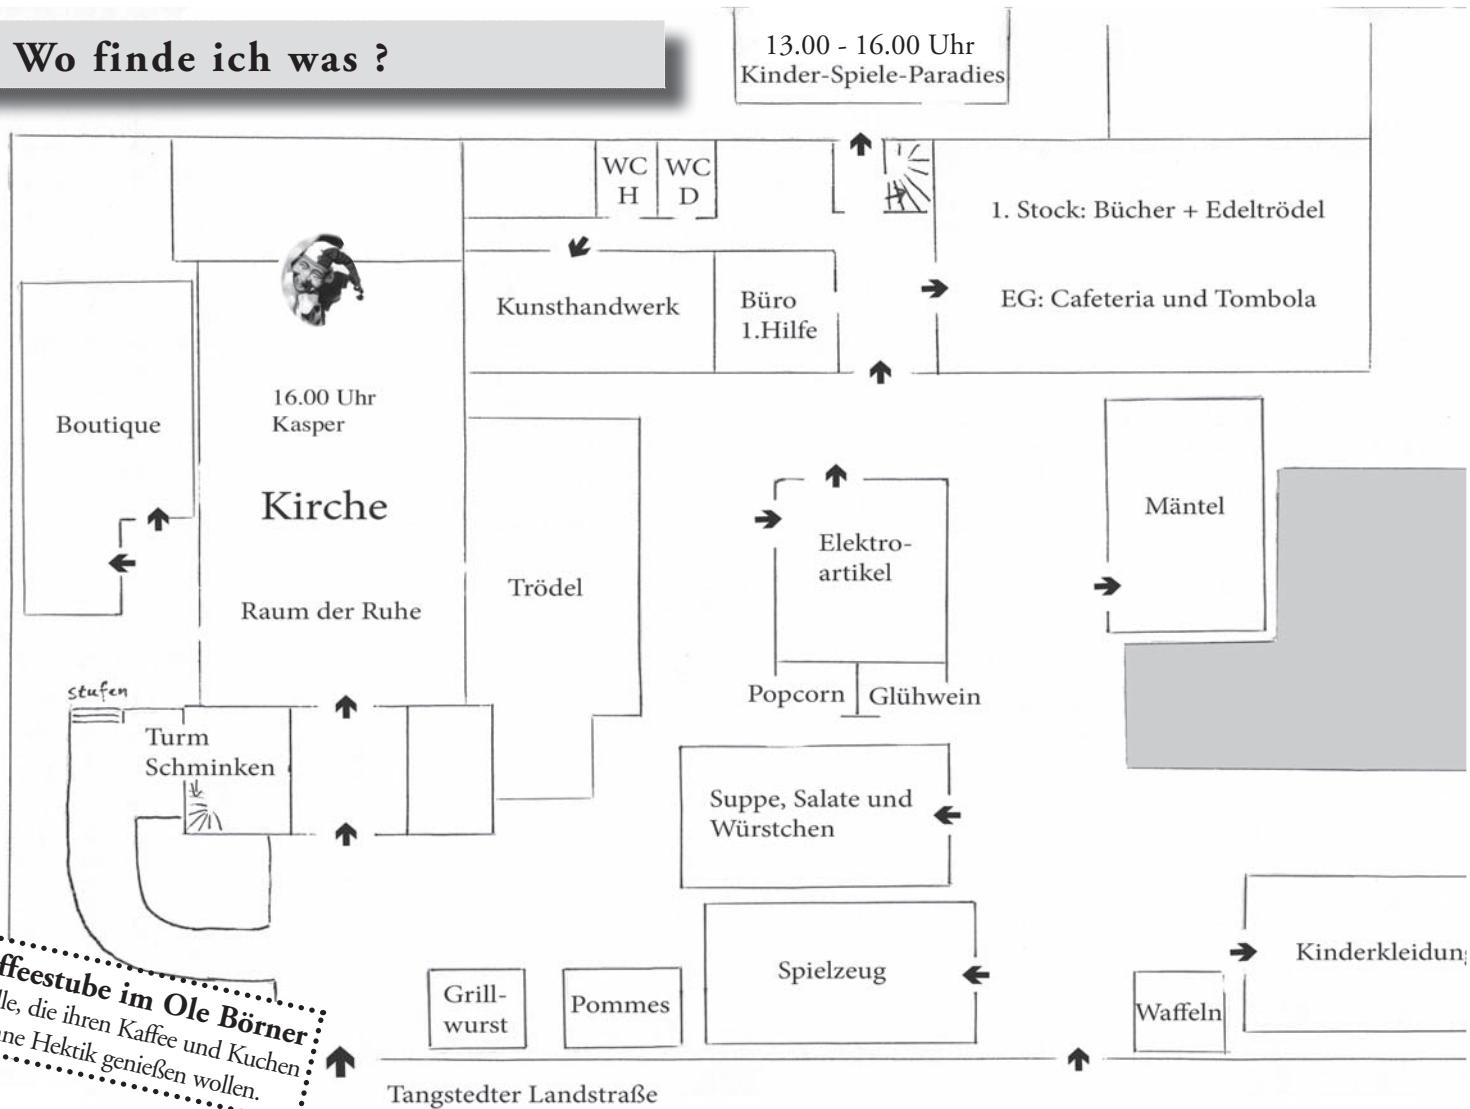 Wo finde ich was ?
13.00 - 16.00 Uhr
Kinder-Spiele-Paradies
WC
H
WC
D
1. Stock: Bücher + Edeltrödel
EG: Cafeteria und Tombola
Kunsthandwerk
Büro
1.Hilfe
16.00 Uhr
Kasper
Boutique
Kirche
Raum der Ruhe
Trödel
Elektro-
artikel
Mäntel
Popcorn
Glühwein
stufen
Turm
Schminken
Suppe, Salate und
Würstchen
Spielzeug
Kinderkleidung
Grill-
wurst
Pommes
Waffeln
ffeestube im Ole Börner
lle, die ihren Kaffee und Kuchen
ne Hektik genießen wollen.
Tangstedter Landstraße